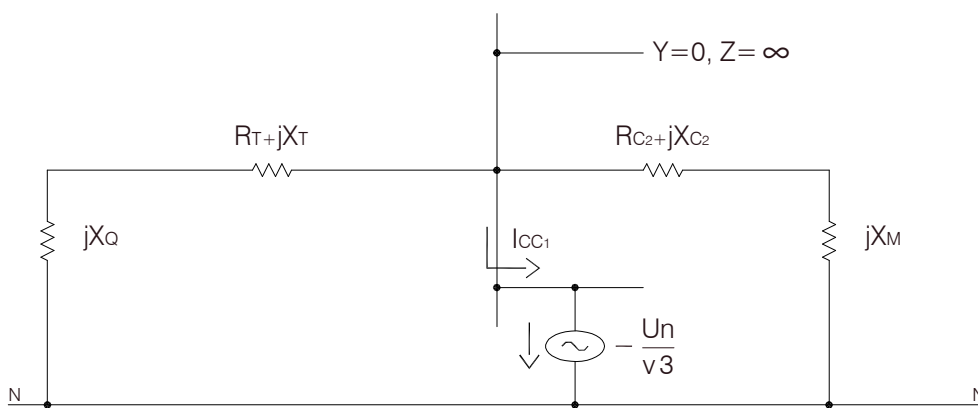 Y=0, Z= ∞
RT+jXT
RC2+jXC2
jXQ
ICC1
jXM
- Un
v3
N
N